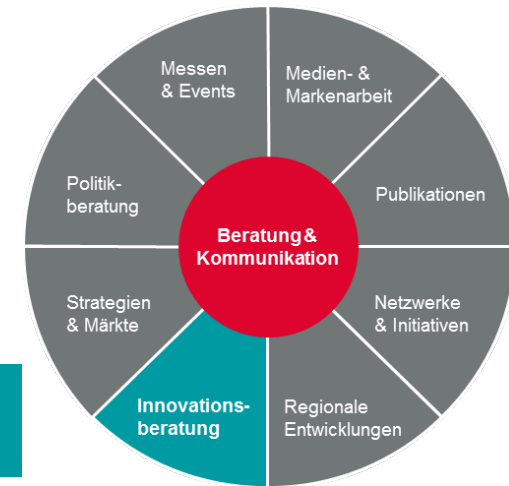 Messen
& Events
Medien- &
Markenarbeit
Publikationen
Netzwerke
& Initiativen
Regionale
Entwicklungen
Innovations-
beratung
Strategien
& Märkte
Politik-
beratung
Beratung &
Kommunikation